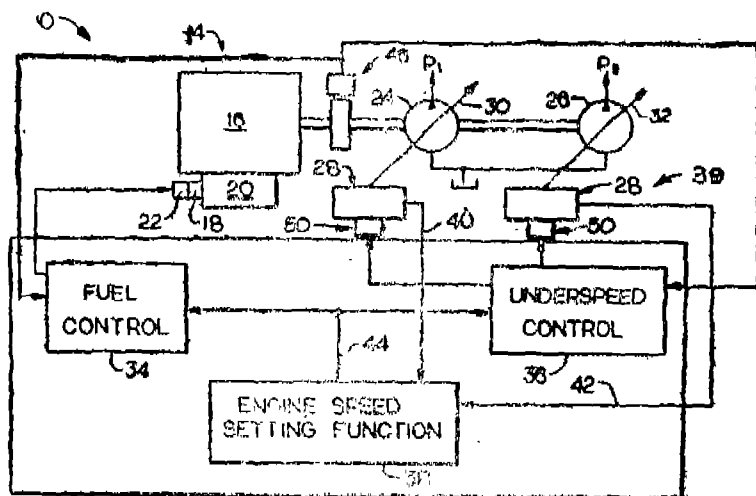 10
14
46
P₁
P₁
24
26
30
32
16
20
22
18
28
28
39
50
40
50
FUEL
CONTROL
UNDERSPEED
CONTROL
34
44
36
42
ENGINE SPEED
SETTING FUNCTION